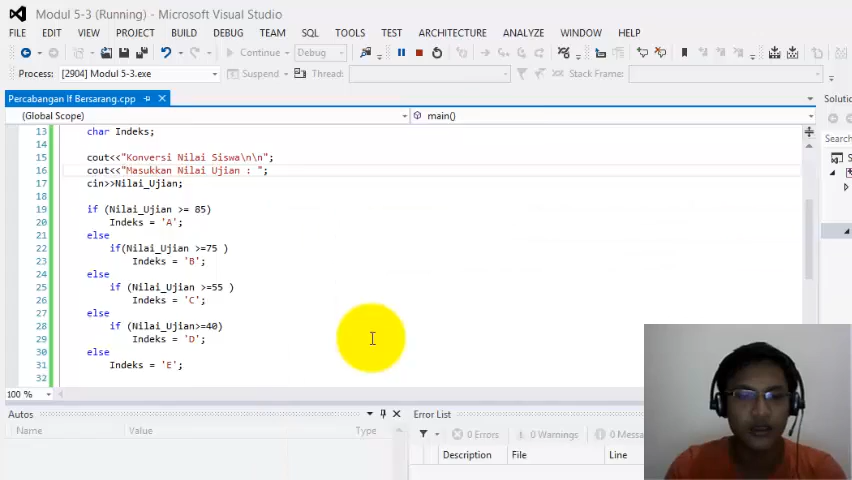 Modul 5-3 (Running) - Microsoft Visual Studio
FILE EDIT VIEW PROJECT BUILD DEBUG TEAM SQL TOOLS TEST ARCHITECTURE ANALYZE WINDOW HELP
Continue Debug
Process: [2904] Modul 5-3.exe Suspend Thread: Stack Frame:
Percabangan If Bersarang.cpp
(Global Scope) main()
13 char Indeks;
14
15 cout<<"Konversi Nilai Siswa\n\n";
16 cout<<"Masukkan Nilai Ujian : ";
17 cin>>Nilai_Ujian;
18
19 if (Nilai_Ujian >= 85)
20 Indeks = 'A';
21 else
22 if(Nilai_Ujian >=75 )
23 Indeks = 'B';
24 else
25 if (Nilai_Ujian >=55 )
26 Indeks = 'C';
27 else
28 if (Nilai_Ujian>=40)
29 Indeks = 'D';
30 else
31 Indeks = 'E';
32
100 %
Solutio
Search
Autos
Name Value Type
Error List
0 Errors 0 Warnings 0 Messa
Description File Line